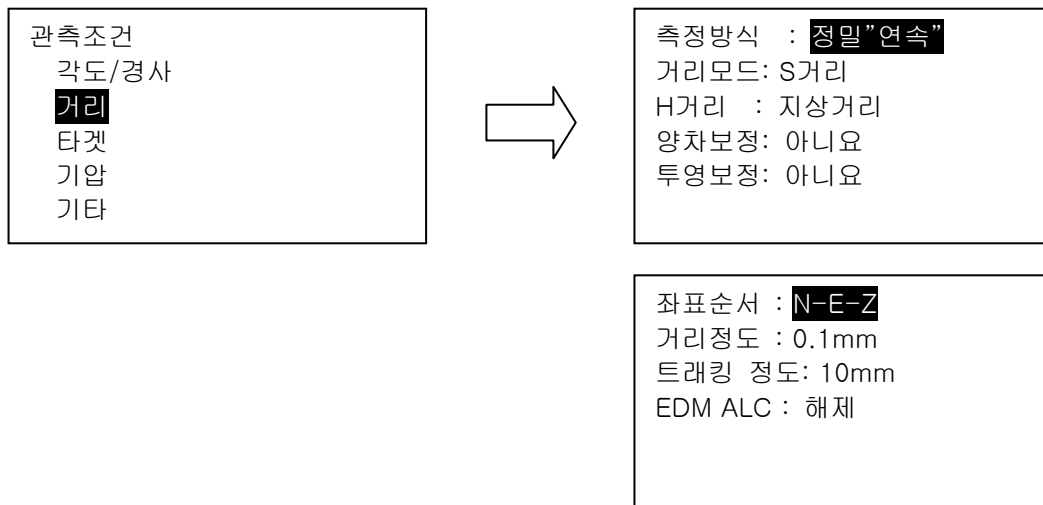 관측조건
각도/경사
거리
타겟
기압
기타
측정방식 : 정밀”연속”
거리모드: S거리
H거리 : 지상거리
양차보정: 아니요
투영보정: 아니요
좌표순서 : N-E-Z
거리정도 : 0.1mm
트래킹 정도: 10mm
EDM ALC : 해제